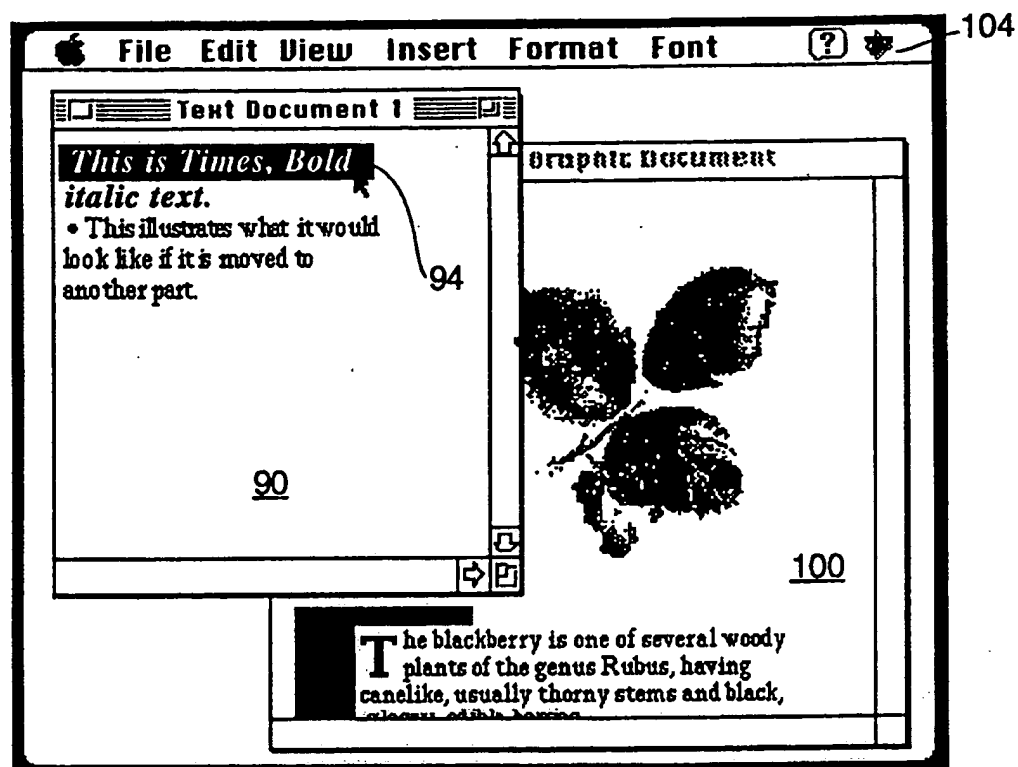 File Edit View Insert Format Font ?
104
Text Document 1
This is Times, Bold
italic text.
• This illustrates what it would
look like if it is moved to
another part.
94
90
Graphic Document
100
The blackberry is one of several woody
plants of the genus Rubus, having
canelike, usually thorny stems and black,